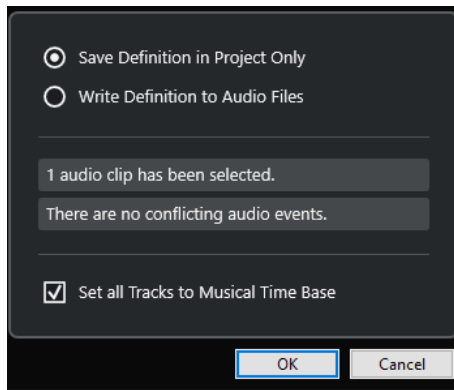 Save Definition in Project Only
Write Definition to Audio Files
1 audio clip has been selected.
There are no conflicting audio events.
Set all Tracks to Musical Time Base
OK
Cancel